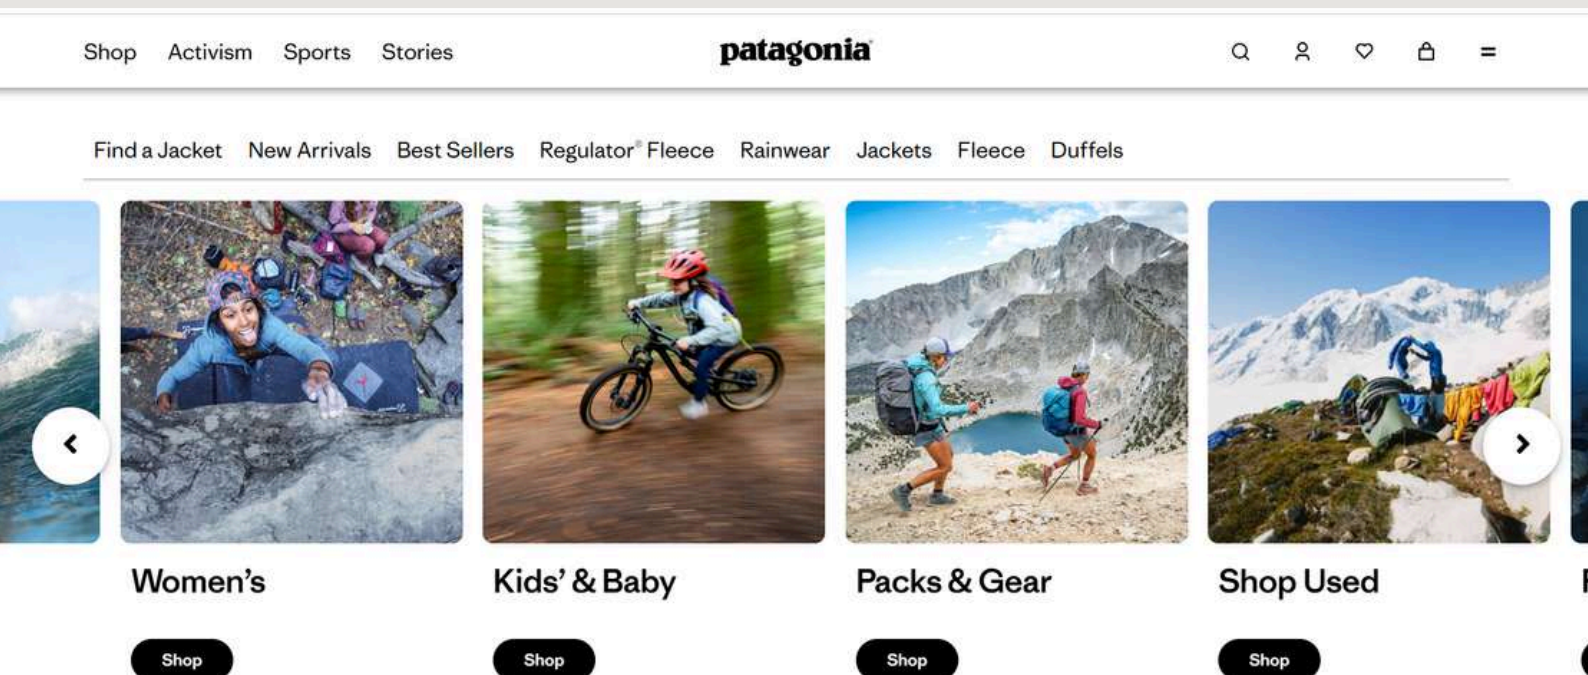 Shop Activism Sports Stories patagonia®
Find a Jacket New Arrivals Best Sellers Regulator® Fleece Rainwear Jackets Fleece Duffels
Women's Kids' & Baby Packs & Gear Shop Used
Shop Shop Shop Shop